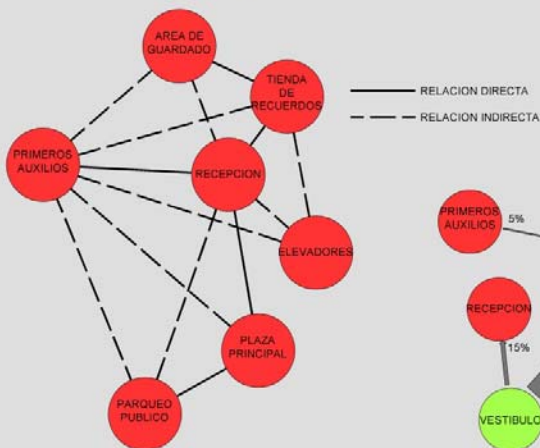 AREA DE
GUARDADO
TIENDA
DE
RECUERDOS
RELACION DIRECTA
RELACION INDIRECTA
PRIMEROS
AUXILIOS
RECEPCION
ELEVADORES
PRIMEROS
AUXILIOS
5%
RECEPCION
15%
PLAZA
PRINCIPAL
PARQUEO
PUBLICO
VESTIBULO